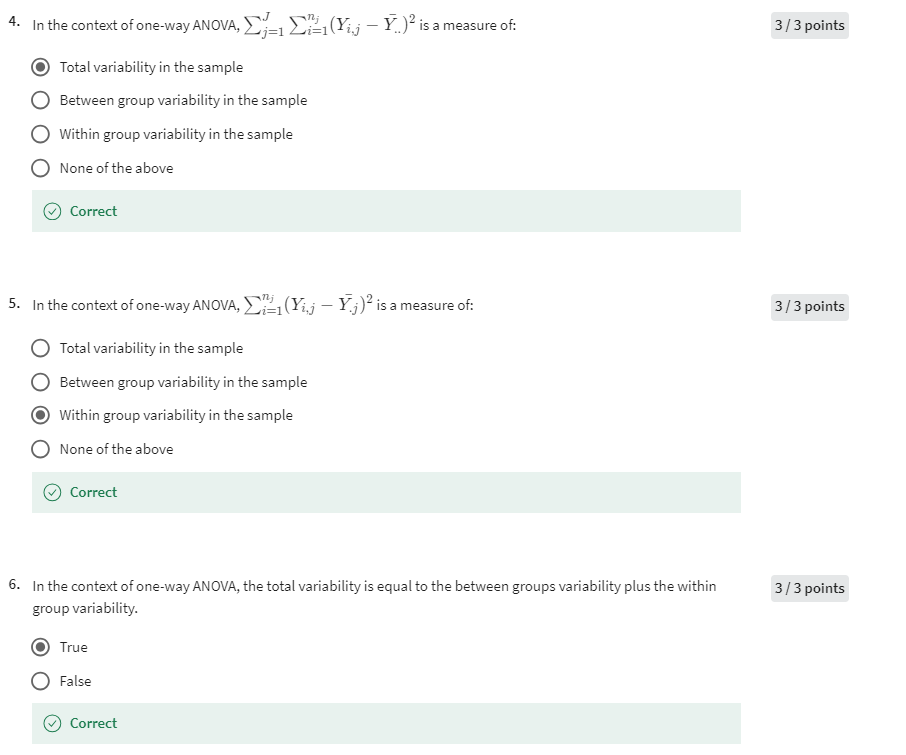 4. In the context of one-way ANOVA, $\sum_{j=1}^{J} \sum_{i=1}^{n_j} (Y_{i,j} - \bar{Y}_{..})^2$ is a measure of: 3 / 3 points
Total variability in the sample
Between group variability in the sample
Within group variability in the sample
None of the above
Correct
5. In the context of one-way ANOVA, $\sum_{i=1}^{n_j} (Y_{i,j} - \bar{Y}_{.j})^2$ is a measure of: 3 / 3 points
Total variability in the sample
Between group variability in the sample
Within group variability in the sample
None of the above
Correct
6. In the context of one-way ANOVA, the total variability is equal to the between groups variability plus the within 3 / 3 points
group variability.
True
False
Correct